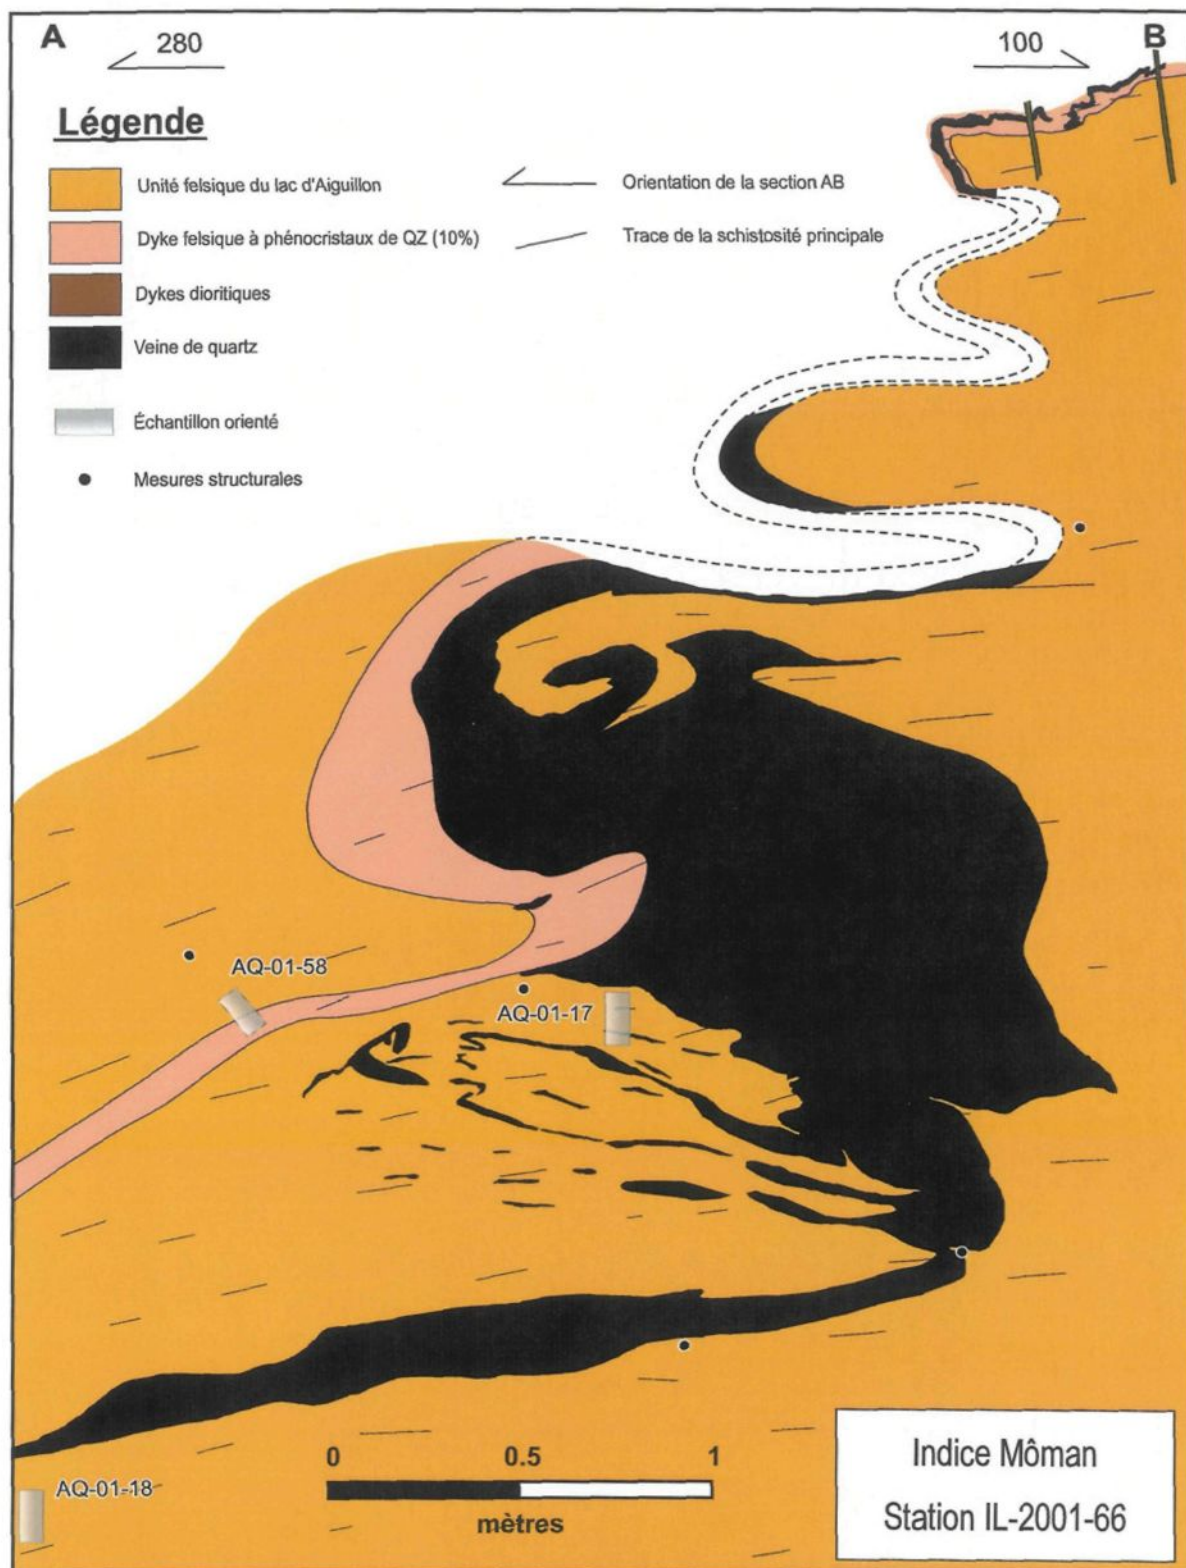 A
280
100
B
Légende
Unité felsique du lac d'Aiguillon
Orientation de la section AB
Dyke felsique à phénocristaux de QZ (10%)
Trace de la schistosité principale
Dykes dioritiques
Veine de quartz
Échantillon orienté
Mesures structurales
AQ-01-58
AQ-01-17
0
0.5
1
mètres
AQ-01-18
Indice Môman
Station IL-2001-66